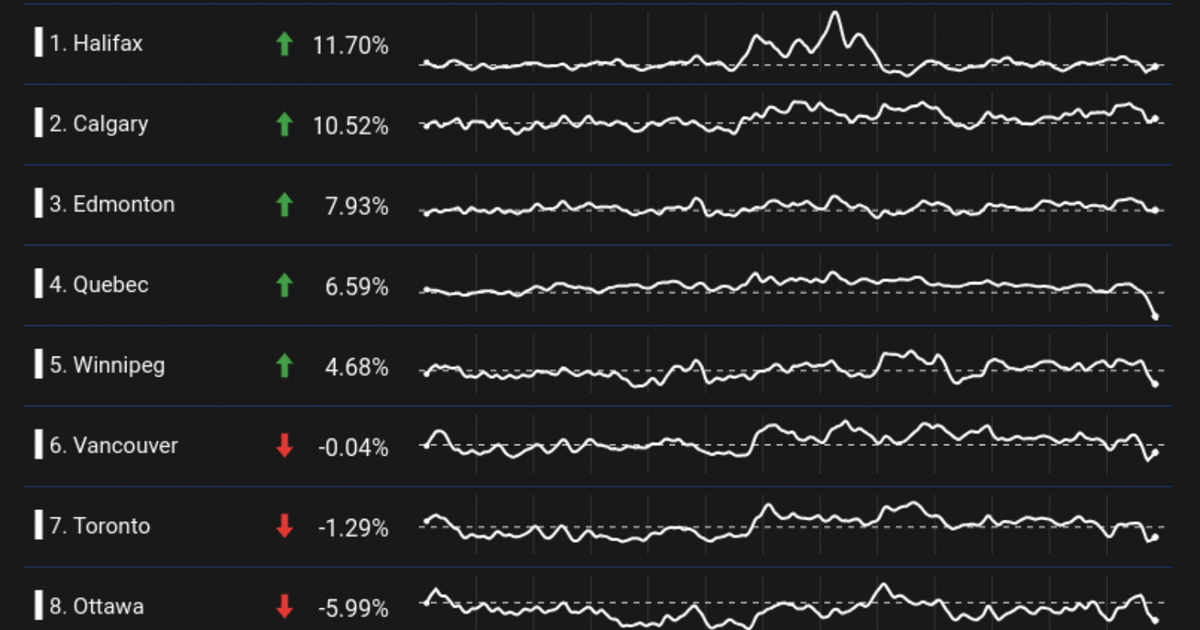 1. Halifax 11.70%
2. Calgary 10.52%
3. Edmonton 7.93%
4. Quebec 6.59%
5. Winnipeg 4.68%
6. Vancouver -0.04%
7. Toronto -1.29%
8. Ottawa -5.99%